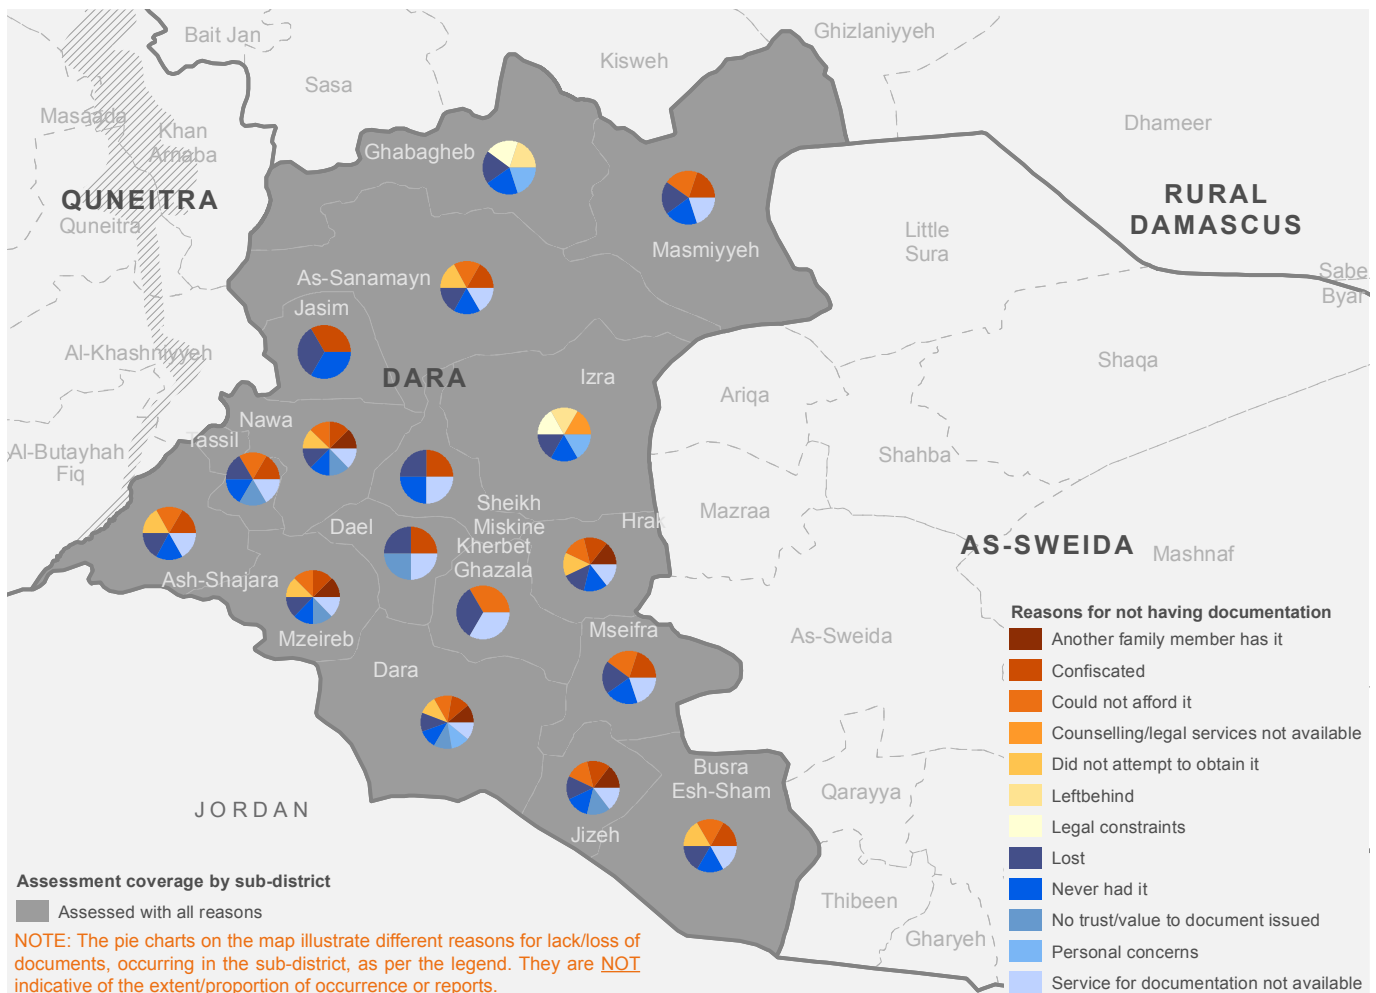 Bait Jan
Ghizlaniyyeh
Kisweh
Sasa
Masaada
Khan
Arnaba
Dhameer
Ghabagheb
QUNEITRA
Quneitra
RURAL
DAMASCUS
Masmiyyeh
Little
Sura
As-Sanamayn
Jasim
Sabe
Byar
Al-Khashniyyeh
Shaqa
DARA
Izra
Ariqa
Nawa
Tassil
Al-Butayhah
Fiq
Shahba
Sheikh
Miskine
Mazraa
Dael
Hrak
Kherbet
Ghazala
AS-SWEIDA
Mashnaf
Ash-Shajara
Mzeireb
Mseifra
As-Sweida
Dara
Busra
Esh-Sham
Qarayya
JORDAN
Jizeh
Thibeen
Gharyeh
Reasons for not having documentation
Another family member has it
Confiscated
Could not afford it
Counselling/legal services not available
Did not attempt to obtain it
Leftbehind
Legal constraints
Lost
Never had it
No trust/value to document issued
Personal concerns
Service for documentation not available
Assessment coverage by sub-district
Assessed with all reasons
NOTE: The pie charts on the map illustrate different reasons for lack/loss of
documents, occurring in the sub-district, as per the legend. They are NOT
indicative of the extent/proportion of occurrence or reports.